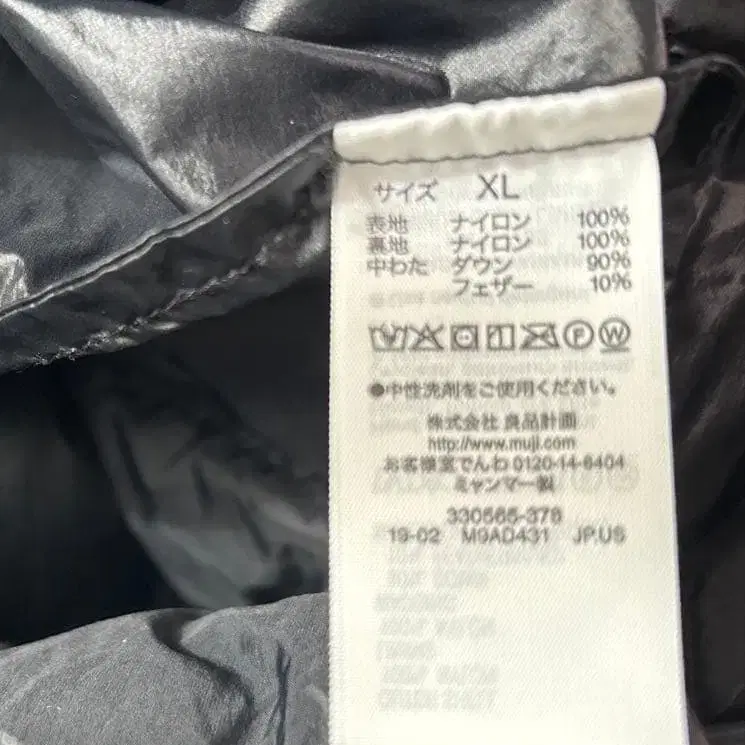 サイズ XL
表地 ナイロン 100%
裏地 ナイロン 100%
中わた ダウン 90%
フェザー 10%
●中性洗剤をご使用ください。
株式会社 良品計画
http://www.muji.com
お客様室でんわ 0120-14-6404
ミャンマー製
330565-378
19-02 M9AD431 JP.US